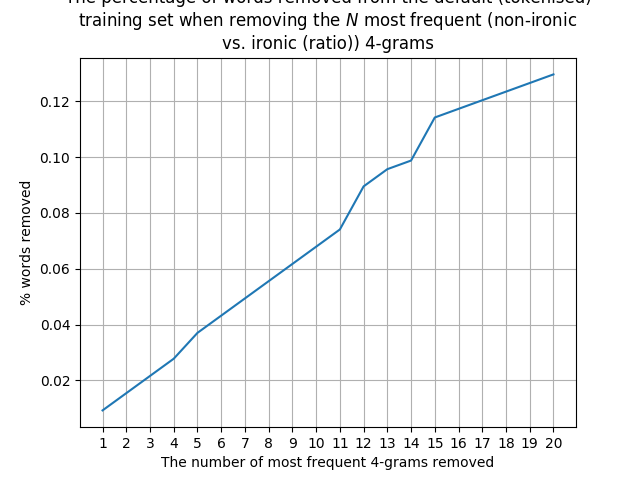 The percentage of words removed from the default (tokenised)
training set when removing the N most frequent (non-ironic
vs. ironic (ratio)) 4-grams
0.12
0.10
0.08
0.06
0.04
0.02
% words removed
1 2 3 4 5 6 7 8 9 10 11 12 13 14 15 16 17 18 19 20
The number of most frequent 4-grams removed